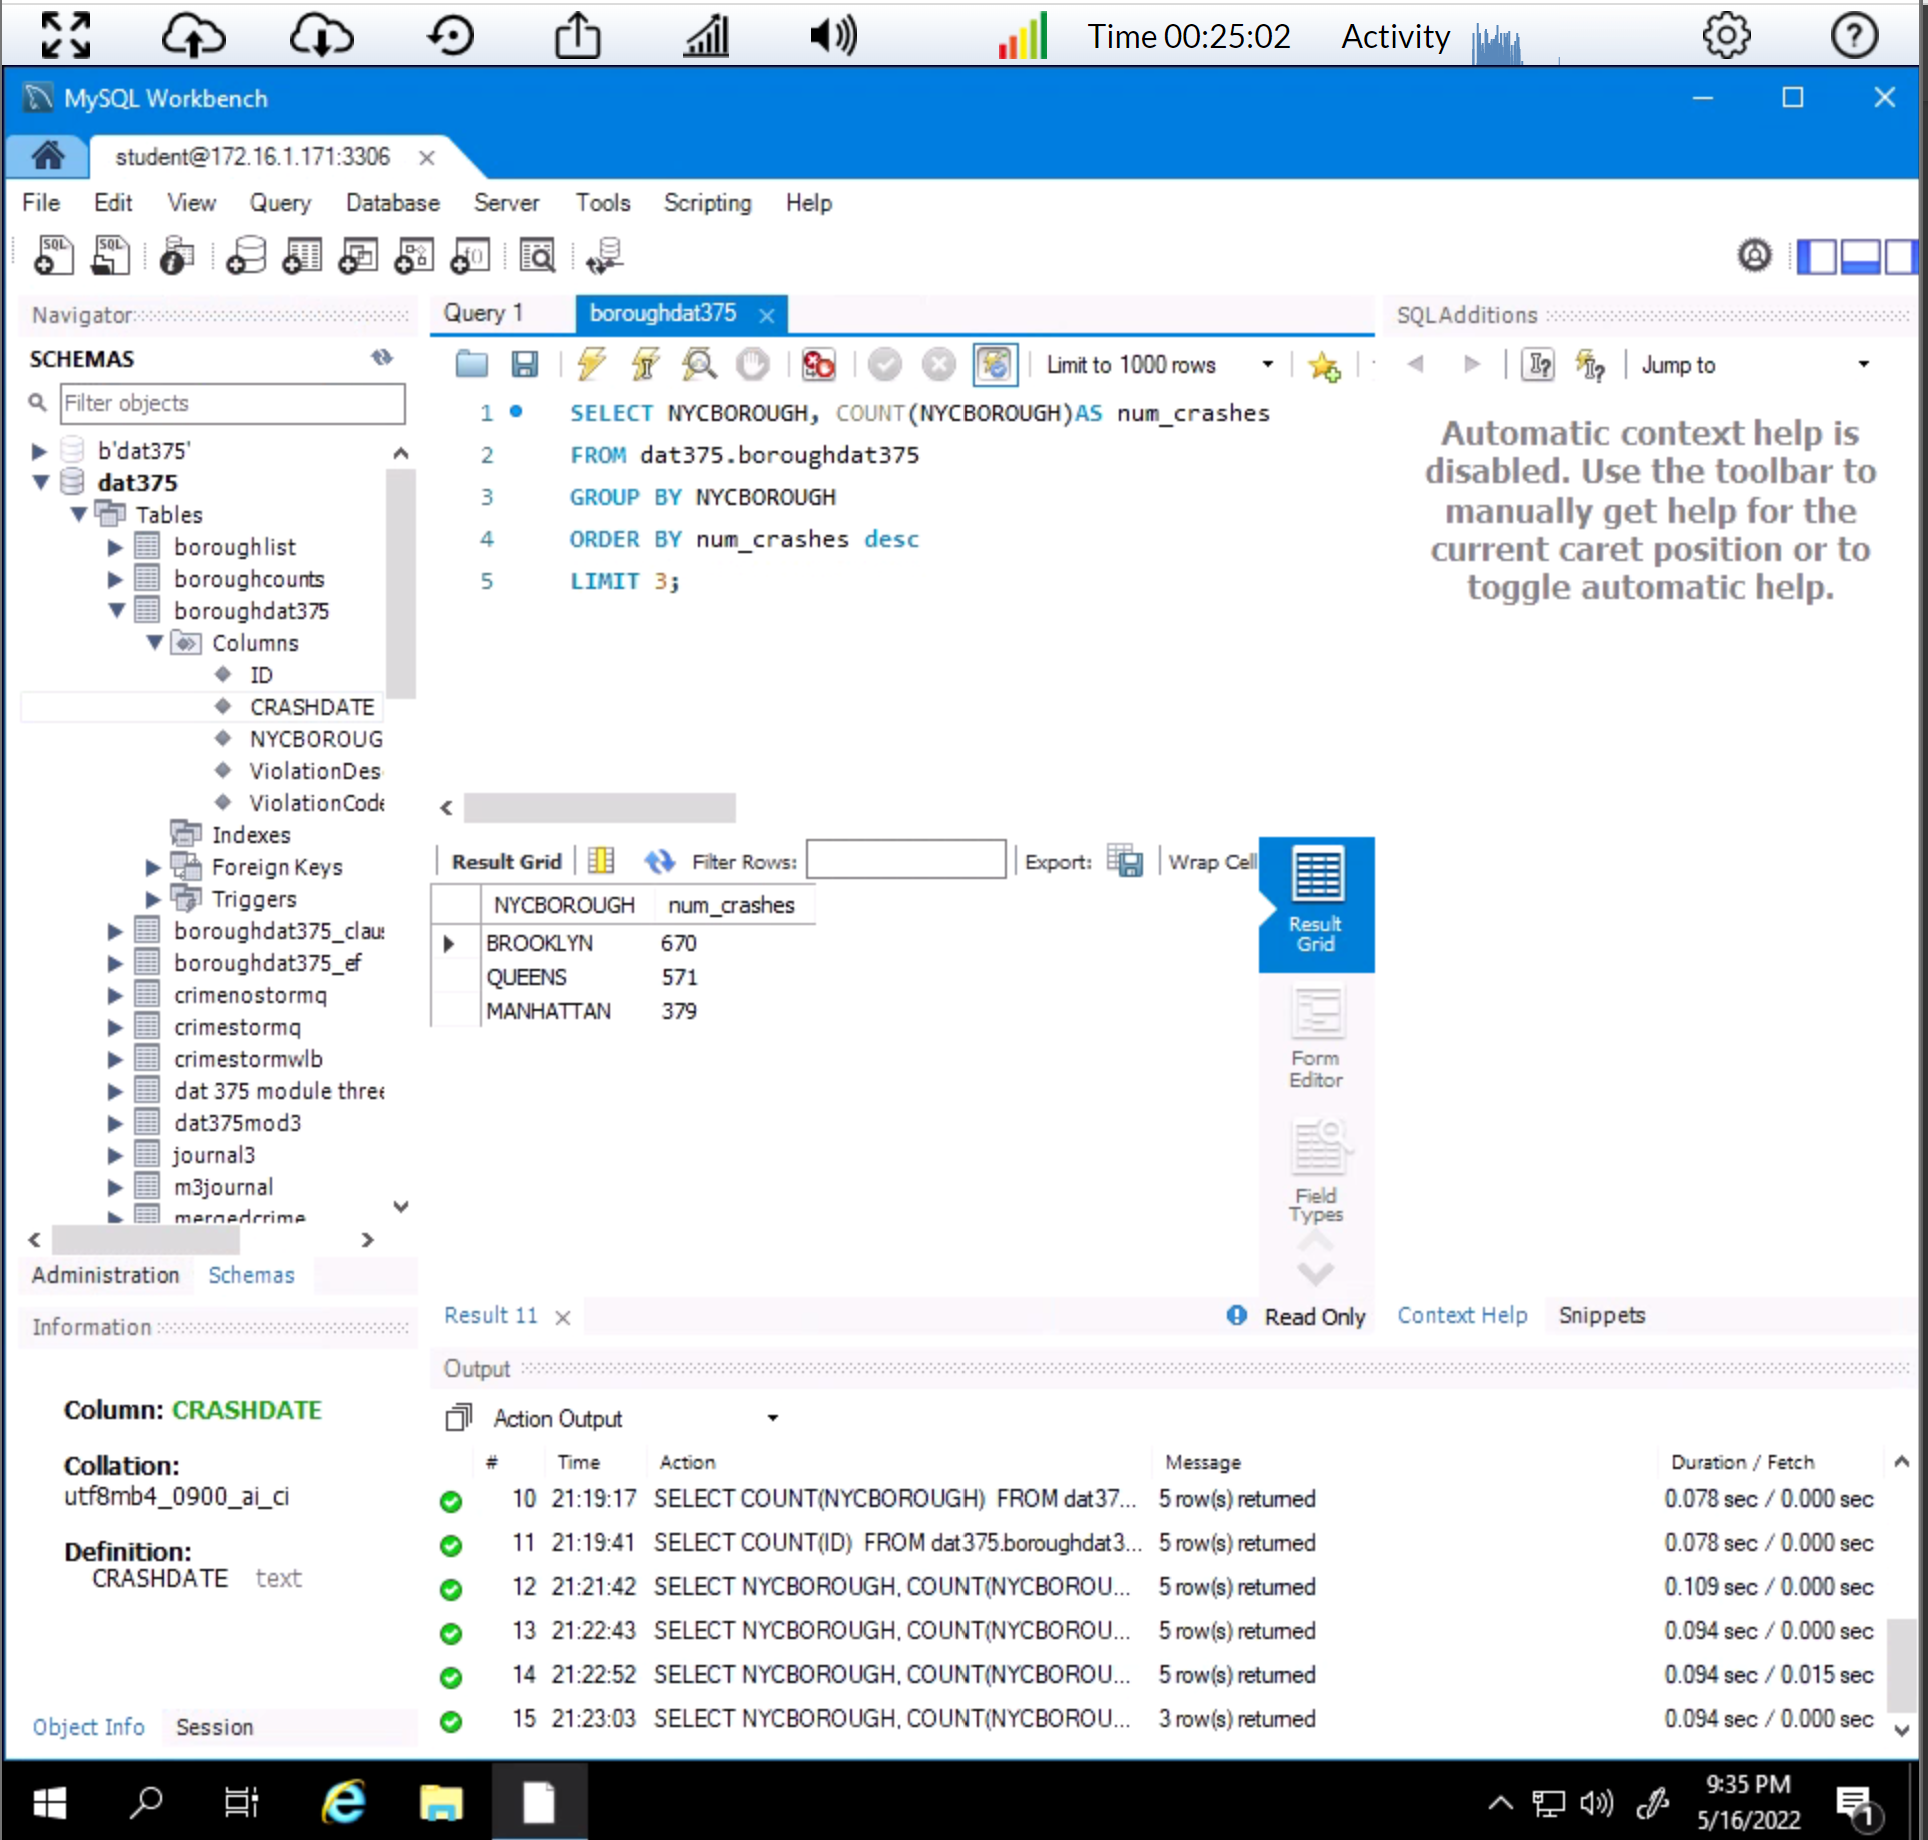 Time 00:25:02 Activity
MySQL Workbench
student@172.16.1.171:3306
File Edit View Query Database Server Tools Scripting Help
Navigator
SCHEMAS
Filter objects
b'dat375'
dat375
Tables
boroughlist
boroughcounts
boroughdat375
Columns
ID
CRASHDATE
NYCBOROUG
ViolationDes
ViolationCode
Indexes
Foreign Keys
Triggers
boroughdat375_claus
boroughdat375_ef
crimenostormq
crimestormq
crimestormwlb
dat 375 module three
dat375mod3
journal3
m3journal
mergedcrime
Administration Schemas
Information
Column: CRASHDATE
Collation:
utf8mb4_0900_ai_ci
Definition:
CRASHDATE text
Object Info Session
Query 1 boroughdat375
Limit to 1000 rows
1 SELECT NYCBOROUGH, COUNT(NYCBOROUGH)AS num_crashes
2 FROM dat375.boroughdat375
3 GROUP BY NYCBOROUGH
4 ORDER BY num_crashes desc
5 LIMIT 3;
Result Grid Filter Rows: Export: Wrap Cell
NYCBOROUGH num_crashes
BROOKLYN 670
QUEENS 571
MANHATTAN 379
Result
Grid
Form
Editor
Field
Types
Result 11 Read Only
SQLAdditions
Jump to
Automatic context help is
disabled. Use the toolbar to
manually get help for the
current caret position or to
toggle automatic help.
Context Help Snippets
Output
Action Output
# Time Action Message Duration / Fetch
10 21:19:17 SELECT COUNT(NYCBOROUGH) FROM dat37... 5 row(s) returned 0.078 sec / 0.000 sec
11 21:19:41 SELECT COUNT(ID) FROM dat375.boroughdat3... 5 row(s) returned 0.078 sec / 0.000 sec
12 21:21:42 SELECT NYCBOROUGH, COUNT(NYCBOROU... 5 row(s) returned 0.109 sec / 0.000 sec
13 21:22:43 SELECT NYCBOROUGH, COUNT(NYCBOROU... 5 row(s) returned 0.094 sec / 0.000 sec
14 21:22:52 SELECT NYCBOROUGH, COUNT(NYCBOROU... 5 row(s) returned 0.094 sec / 0.015 sec
15 21:23:03 SELECT NYCBOROUGH, COUNT(NYCBOROU... 3 row(s) returned 0.094 sec / 0.000 sec
9:35 PM
5/16/2022
1